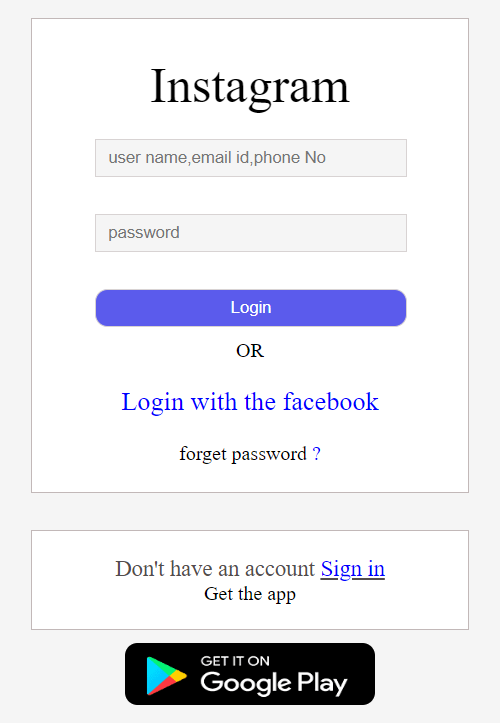 Instagram
user name,email id,phone No
password
Login
OR
Login with the facebook
forget password ?
Don't have an account Sign in
Get the app
GET IT ON
Google Play